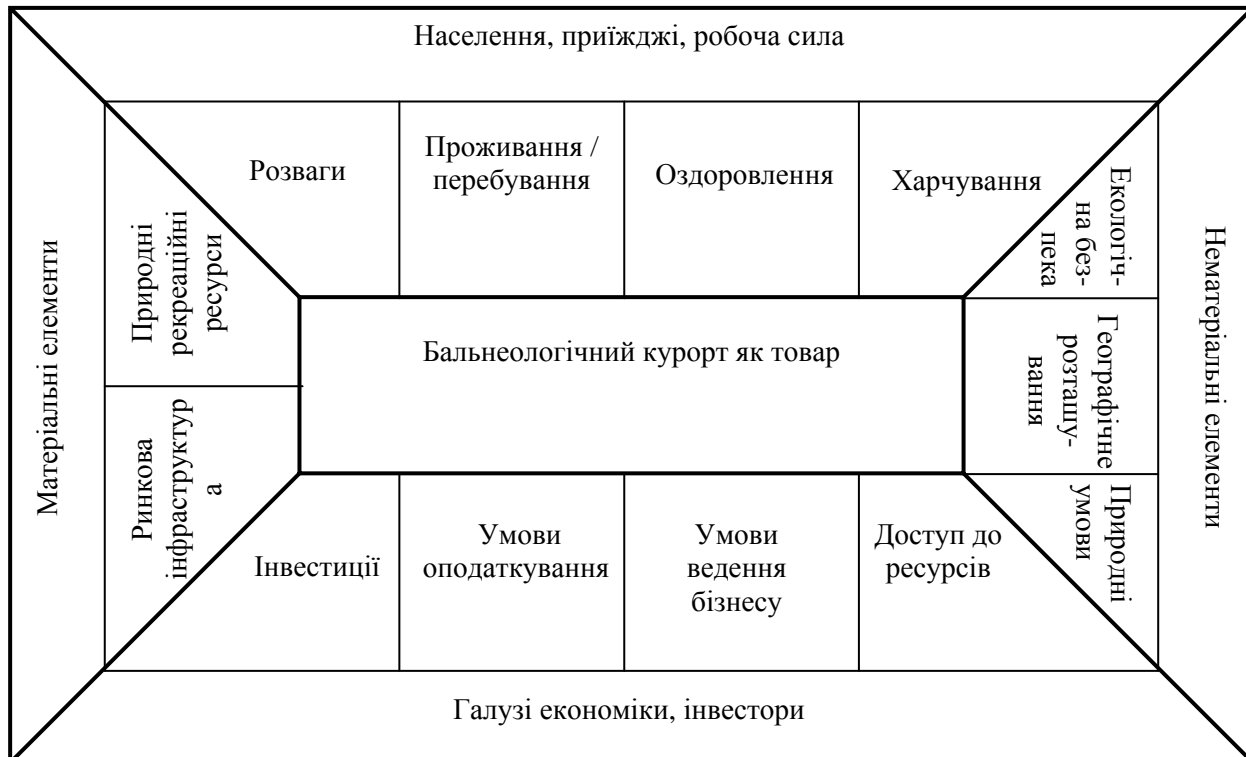 Населення, приїжджі, робоча сила
Розваги
Проживання /
перебування
Оздоровлення
Харчування
Матеріальні елементи
Природні
рекреаційні
ресурси
Ринкова
інфраструктур
а
Бальнеологічний курорт як товар
Екологіч-
на без-
пека
Географічне
розташу-
вання
Природні
умови
Нематеріальні елементи
Інвестиції
Умови
оподаткування
Умови
ведення
бізнесу
Доступ до
ресурсів
Галузі економіки, інвестори